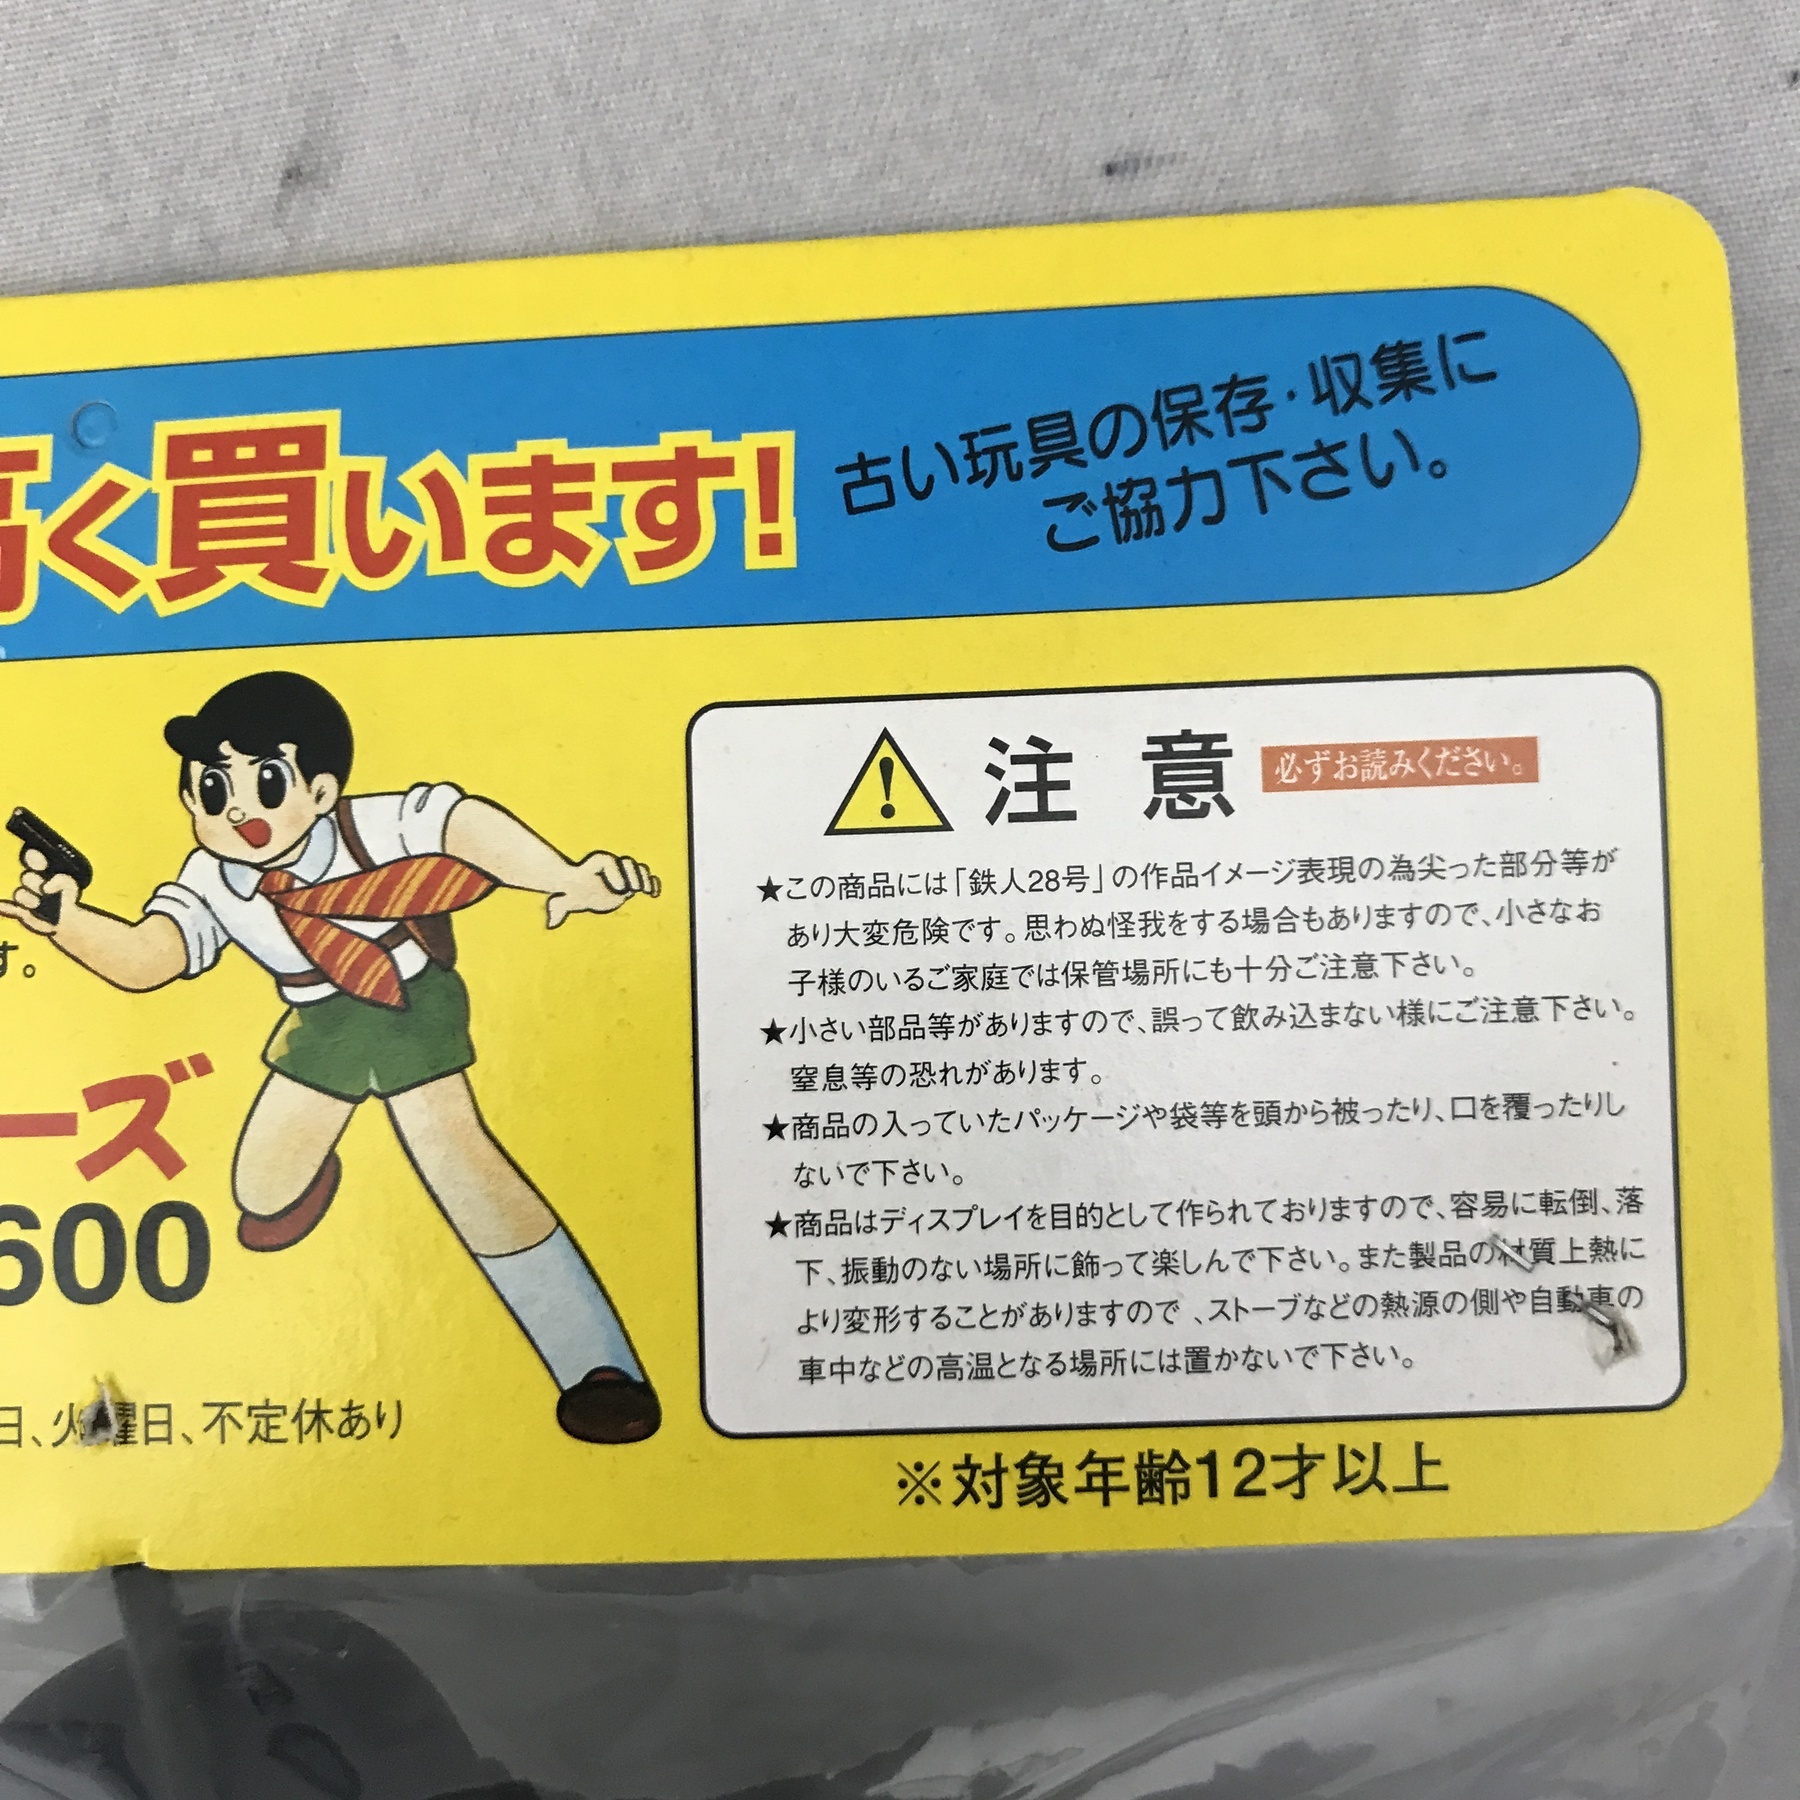 高く買います!
古い玩具の保存・収集に
ご協力下さい。
注 意 必ずお読みください。
★この商品には「鉄人28号」の作品イメージ表現の為尖った部分等が
あり大変危険です。思わぬ怪我をする場合もありますので、小さなお
子様のいるご家庭では保管場所にも十分ご注意下さい。
★小さい部品等がありますので、誤って飲み込まない様にご注意下さい。
窒息等の恐れがあります。
★商品の入っていたパッケージや袋等を頭から被ったり、口を覆ったりし
ないで下さい。
★商品はディスプレイを目的として作られておりますので、容易に転倒、落
下、振動のない場所に飾って楽しんで下さい。また製品の材質上熱に
より変形することがありますので、ストーブなどの熱源の側や自動車の
車中などの高温となる場所には置かないで下さい。
※対象年齢12才以上
す。
ーズ
600
日、火曜日、不定休あり